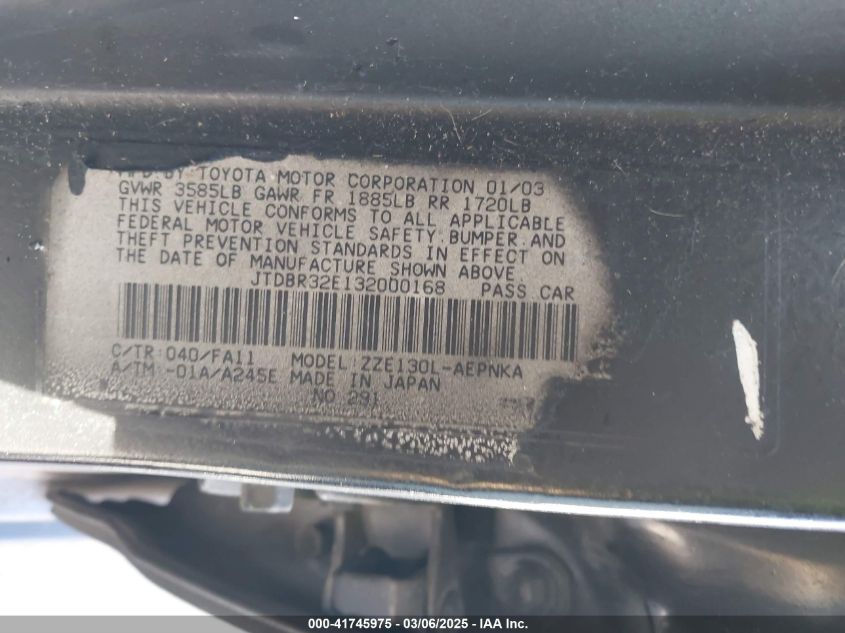 MFD. BY TOYOTA MOTOR CORPORATION 01/03
GVWR 3585LB GAWR FR 1885LB RR 1720LB
THIS VEHICLE CONFORMS TO ALL APPLICABLE
FEDERAL MOTOR VEHICLE SAFETY, BUMPER, AND
THEFT PREVENTION STANDARDS IN EFFECT ON
THE DATE OF MANUFACTURE SHOWN ABOVE.
JTDBR32E132000168 PASS.CAR
C/TR:040/FA11 MODEL:ZZE130L-AEPNKA
A/TM:-01A/A245E MADE IN JAPAN
NO.291
000-41745975 - 03/06/2025 - IAA Inc.